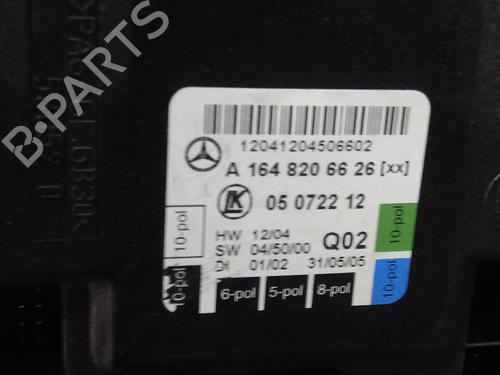 B-PARTS
12041204506602
A 164 820 66 26 [xx]
LK 05 0722 12
HW 12/04 Q02
SW 04/50/00
DI 01/02 31/05/05
10-pol
10-pol
10-pol
10-pol
6-pol
5-pol
8-pol